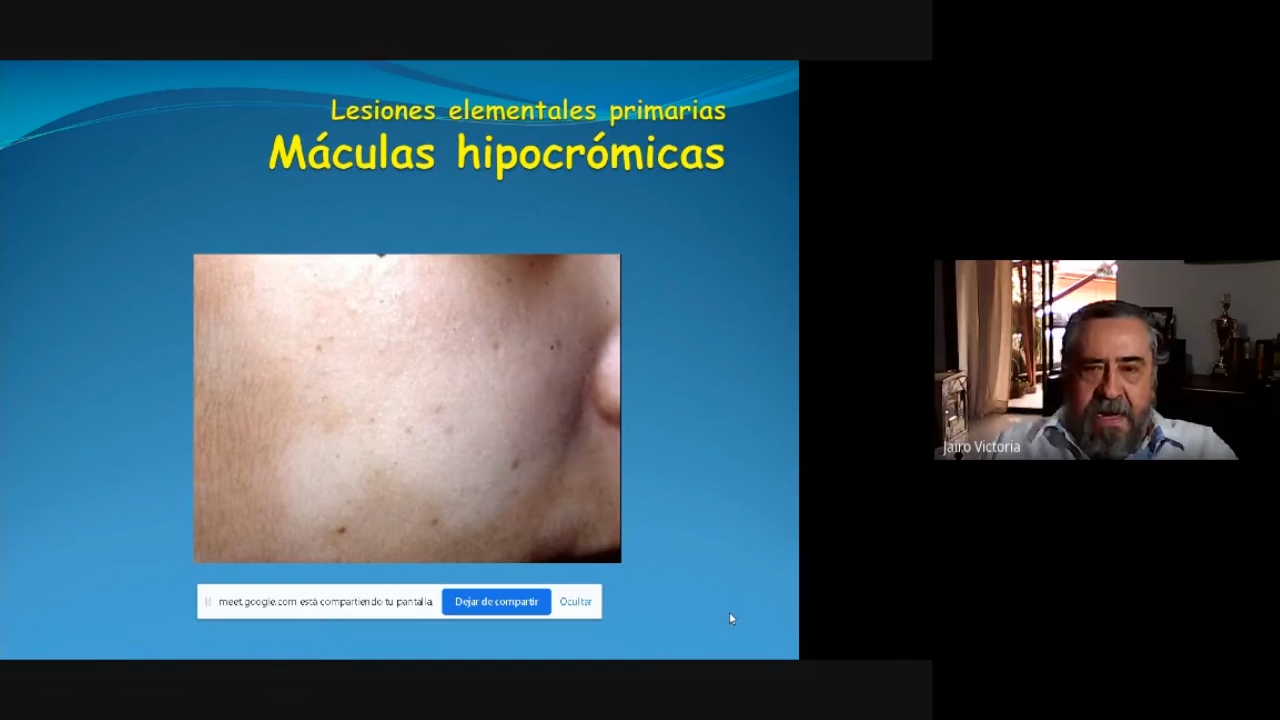 Lesiones elementales primarias
Máculas hipocrómicas
meet.google.com está compartiendo tu pantalla.
Dejar de compartir
Ocultar
Jairo Victoria